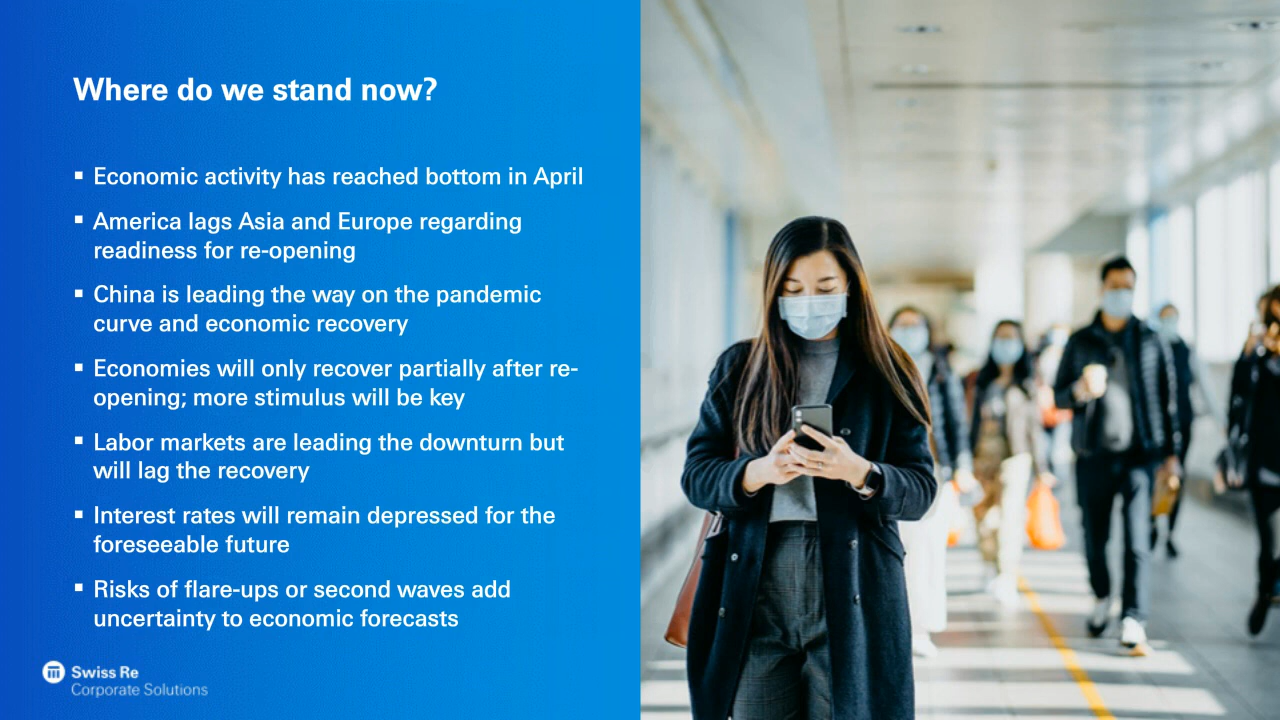 Where do we stand now?
▪ Economic activity has reached bottom in April
▪ America lags Asia and Europe regarding
readiness for re-opening
▪ China is leading the way on the pandemic
curve and economic recovery
▪ Economies will only recover partially after re-
opening; more stimulus will be key
▪ Labor markets are leading the downturn but
will lag the recovery
▪ Interest rates will remain depressed for the
foreseeable future
▪ Risks of flare-ups or second waves add
uncertainty to economic forecasts
Swiss Re
Corporate Solutions